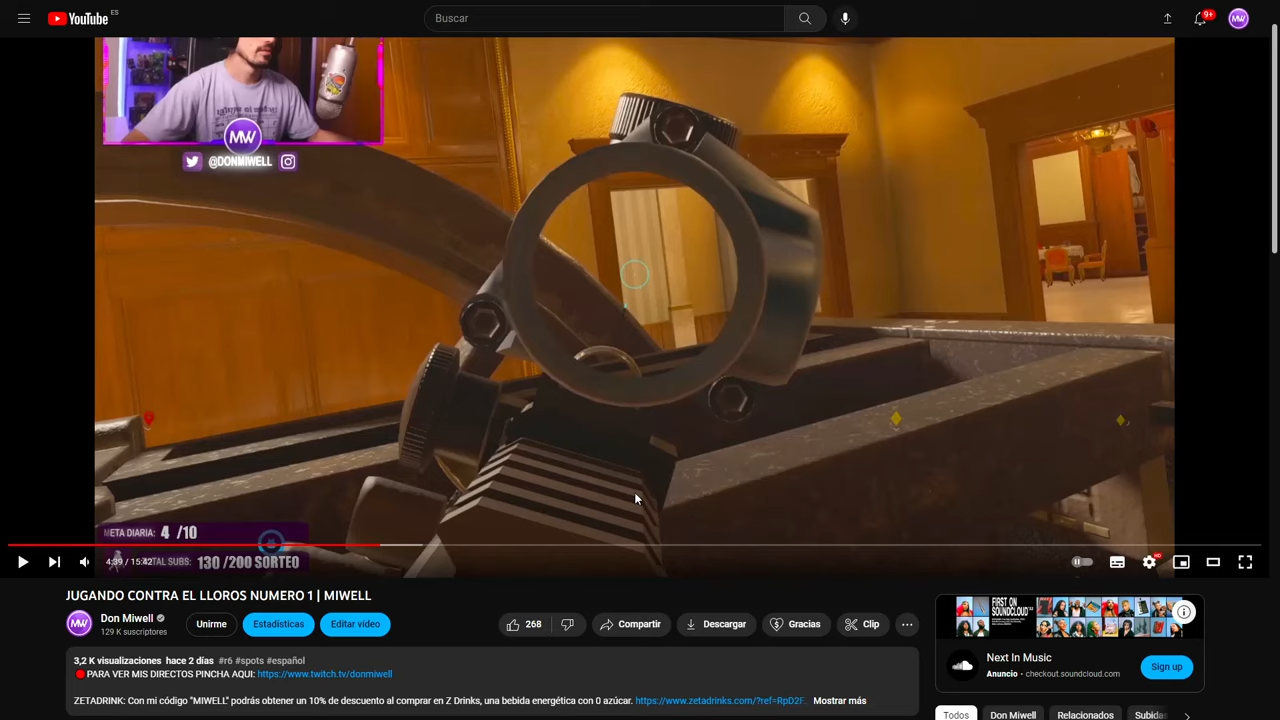 YouTube ES
Buscar
9+
MW
MW
@DONMIWELL
META DIARIA: 4 /10
130 /200 SORTEO
4:39 / 15:42
HD
JUGANDO CONTRA EL LLOROS NUMERO 1 | MIWELL
MW
Don Miwell
129 K suscriptores
Unirme
Estadísticas
Editar vídeo
268
Compartir
Descargar
Gracias
Clip
3,2 K visualizaciones hace 2 días #r6 #spots #español
PARA VER MIS DIRECTOS PINCHA AQUI: https://www.twitch.tv/donmiwell
ZETADRINK: Con mi código "MIWELL" podrás obtener un 10% de descuento al comprar en Z Drinks, una bebida energética con 0 azúcar. https://www.zetadrinks.com/?ref=RpD2F... Mostrar más
FIRST ON
SOUNDCLOUD
Next In Music
Anuncio • checkout.soundcloud.com
Sign up
Todos
Don Miwell
Relacionados
Subida